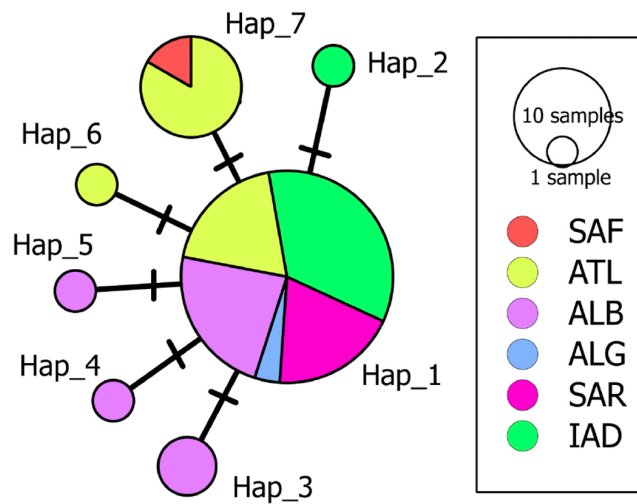 Hap_7
Hap_2
Hap_6
Hap_5
Hap_4
Hap_1
Hap_3
10 samples
1 sample
SAF
ATL
ALB
ALG
SAR
IAD